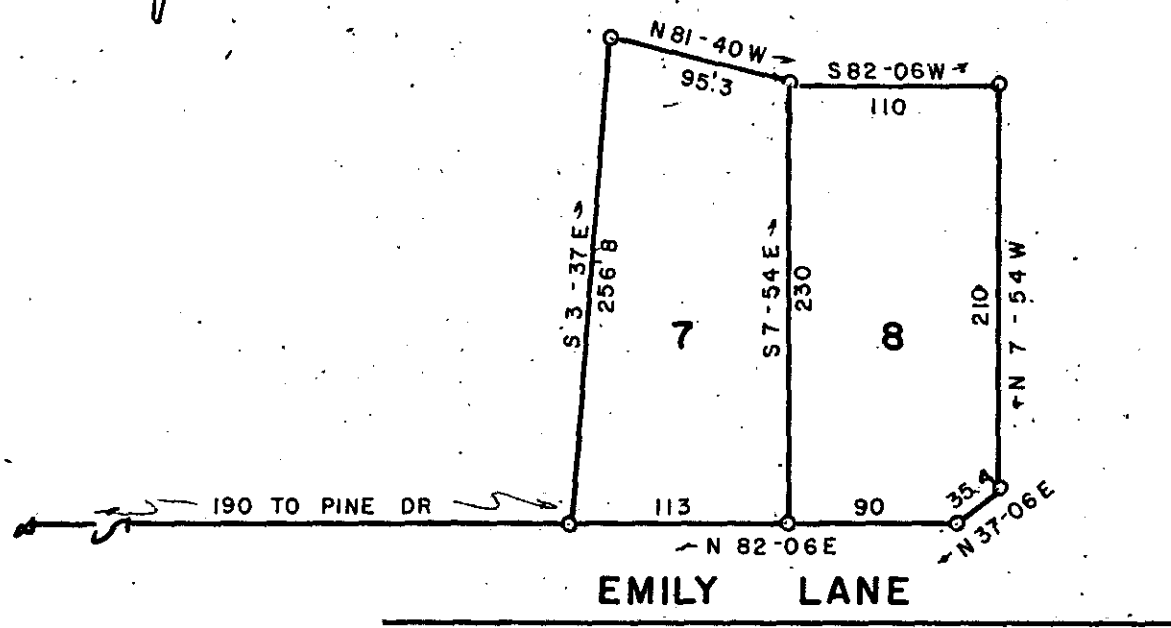 N 81-40 W
95.3
S 82-06 W
110
S 3-37 E
256.8
S 7-54 E
230
210
N 7-54 W
7
8
35.4
N 37-06 E
190 TO PINE DR
113
90
N 82-06 E
EMILY LANE